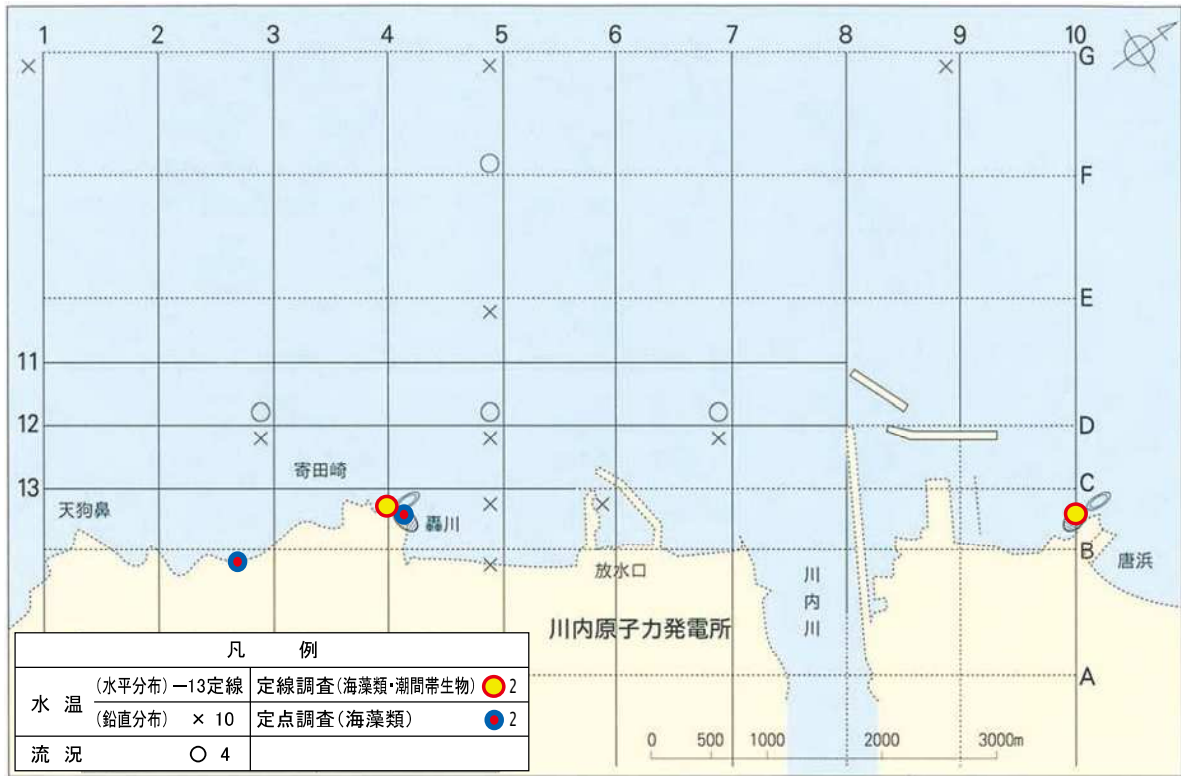 1 2 3 4 5 6 7 8 9 10
G
F
E
11
12 D
寄田崎
13 C
天狗鼻
轟川
B
放水口
唐浜
川内川
川内原子力発電所
A
凡 例
水 温 (水平分布) ー13定線 定線調査(海藻類・潮間帯生物) 2
(鉛直分布) × 10 定点調査(海藻類) 2
流 況 ○ 4
0 500 1000 2000 3000m